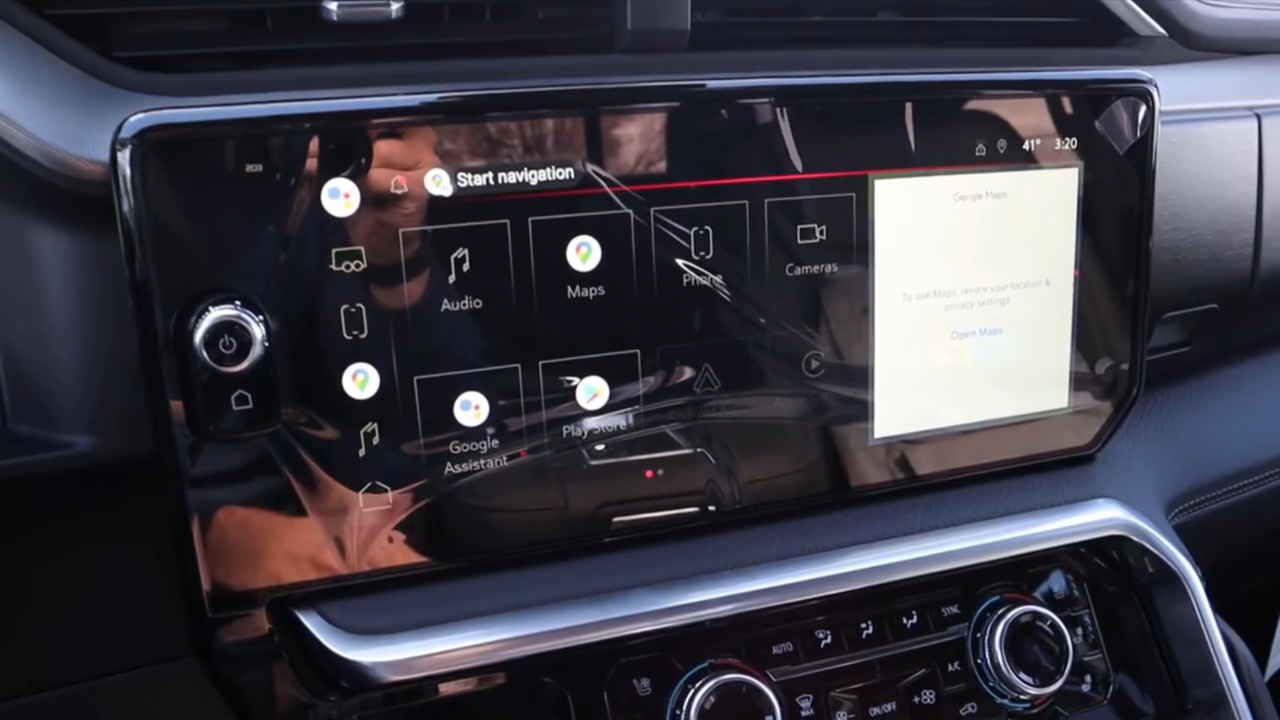 41° 3:20
Start navigation
Google Maps
To use Maps, review your location &
privacy settings
Open Maps
Audio
Maps
Phone
Cameras
Google
Assistant
Play Store
AUTO
SYNC
A/C
MAX
ON/OFF